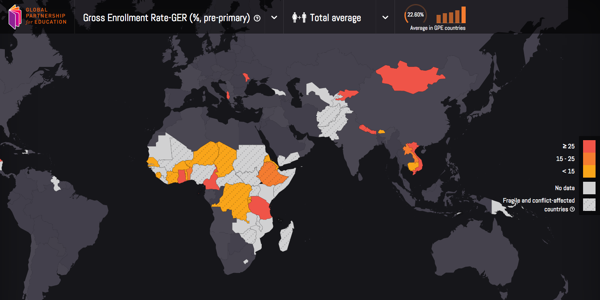 GLOBAL
PARTNERSHIP
for EDUCATION
Gross Enrollment Rate-GER (%, pre-primary)
Total average
22.60%
Average in GPE countries
≥ 25
15 - 25
< 15
No data
Fragile and conflict-affected
countries